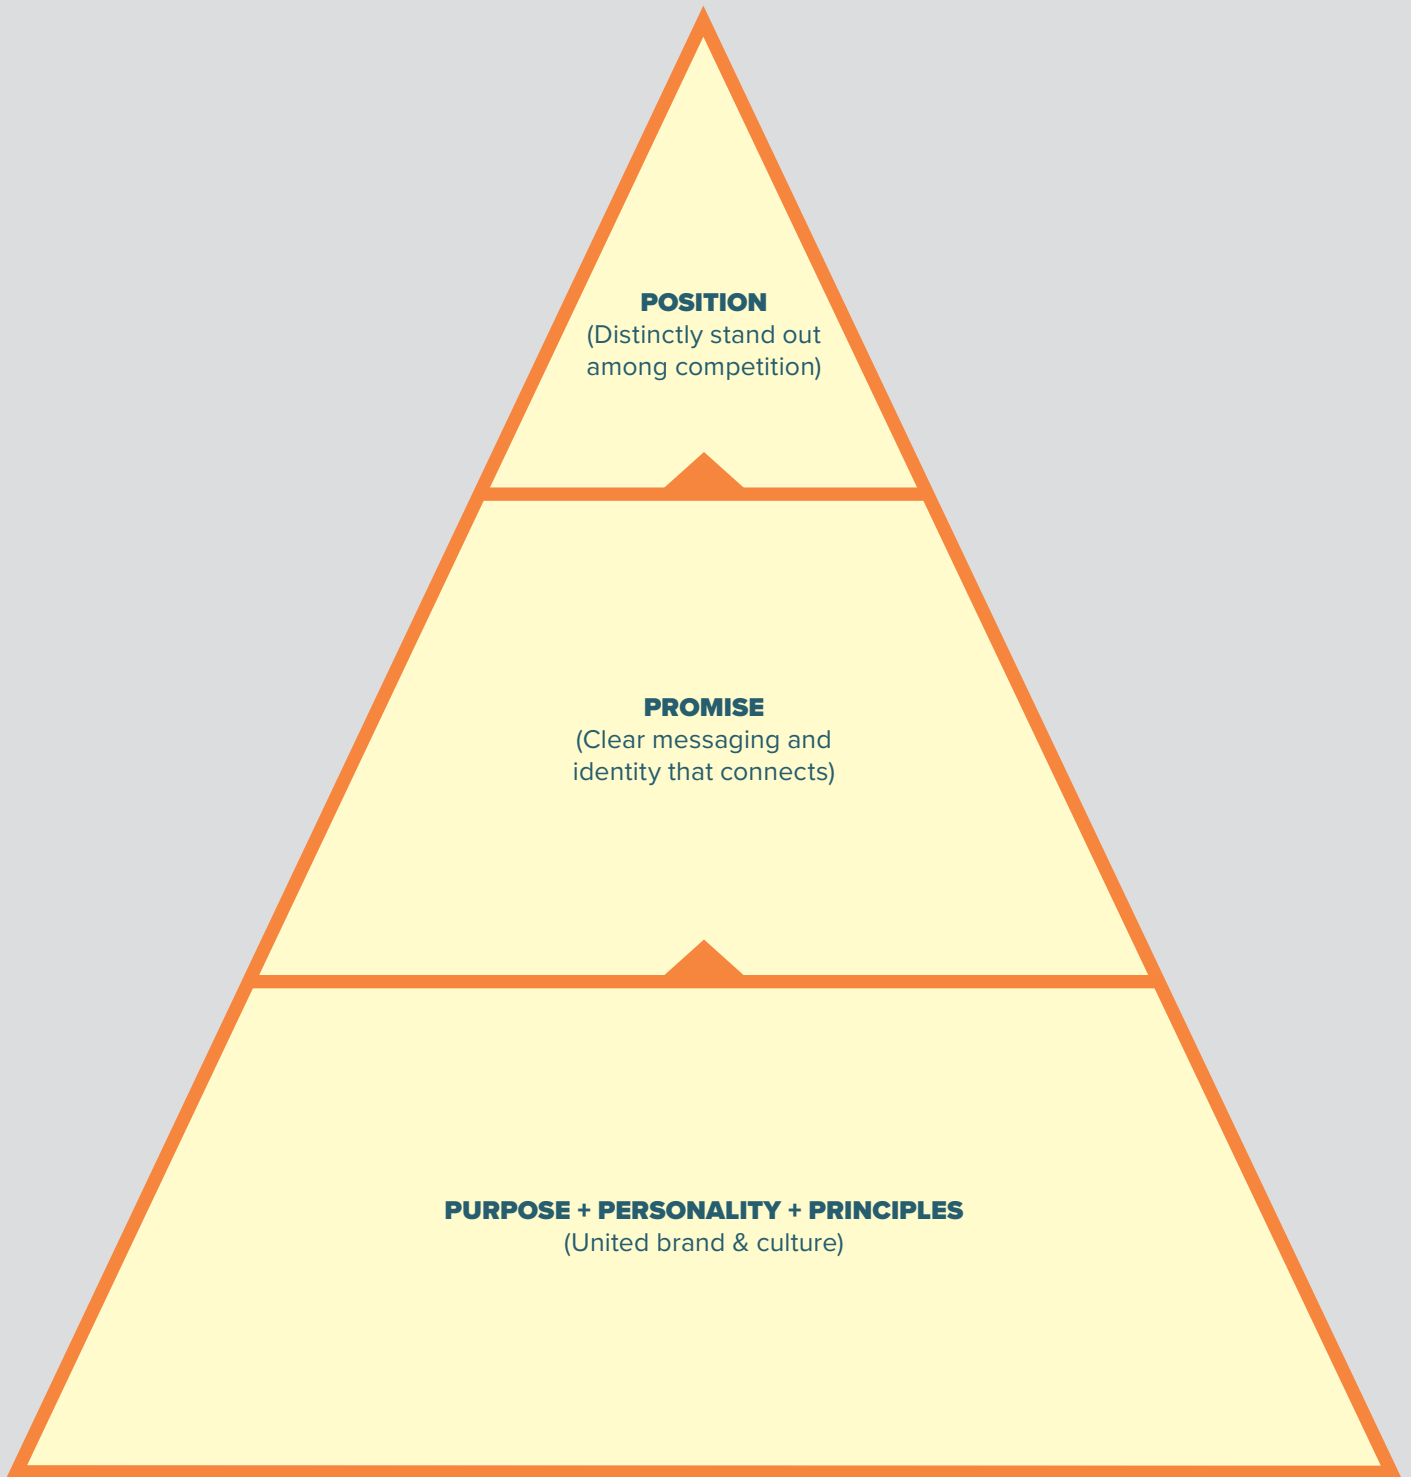 POSITION
(Distinctly stand out
among competition)
PROMISE
(Clear messaging and
identity that connects)
PURPOSE + PERSONALITY + PRINCIPLES
(United brand & culture)